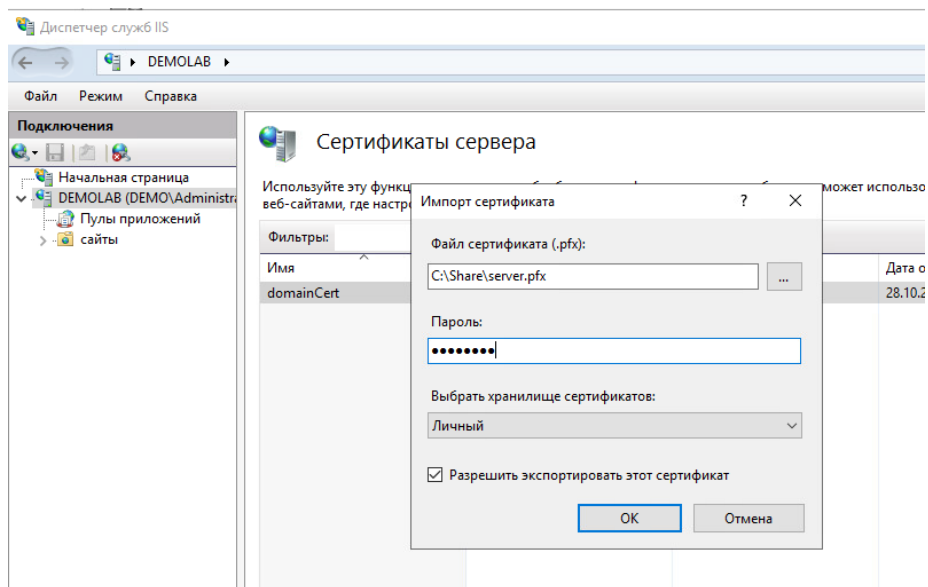 Диспетчер служб IIS
DEMOLAB
Файл Режим Справка
Подключения
Начальная страница
DEMOLAB (DEMO\Administra
Пулы приложений
сайты
Сертификаты сервера
Используйте эту функц
может использо
веб-сайтами, где настро
Фильтры:
Имя
Дата о
domainCert
28.10.2
Импорт сертификата
?
Файл сертификата (.pfx):
C:\Share\server.pfx
...
Пароль:
••••••••
Выбрать хранилище сертификатов:
Личный
Разрешить экспортировать этот сертификат
OK Отмена